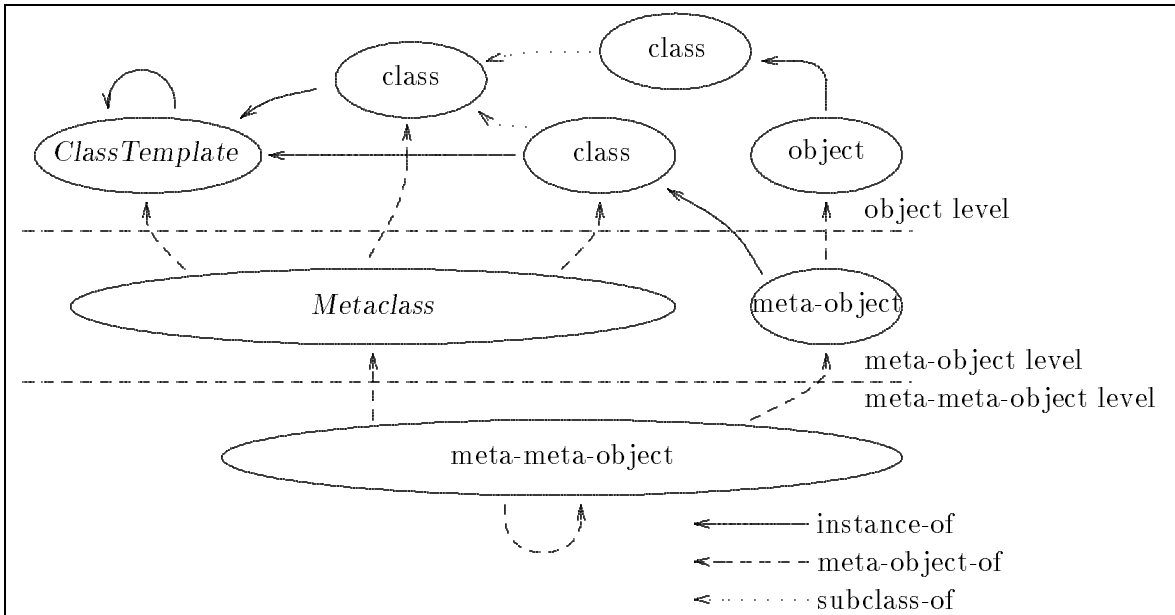 class
class
ClassTemplate
class
object
object level
Metaclass
meta-object
meta-object level
meta-meta-object level
meta-meta-object
instance-of
meta-object-of
subclass-of